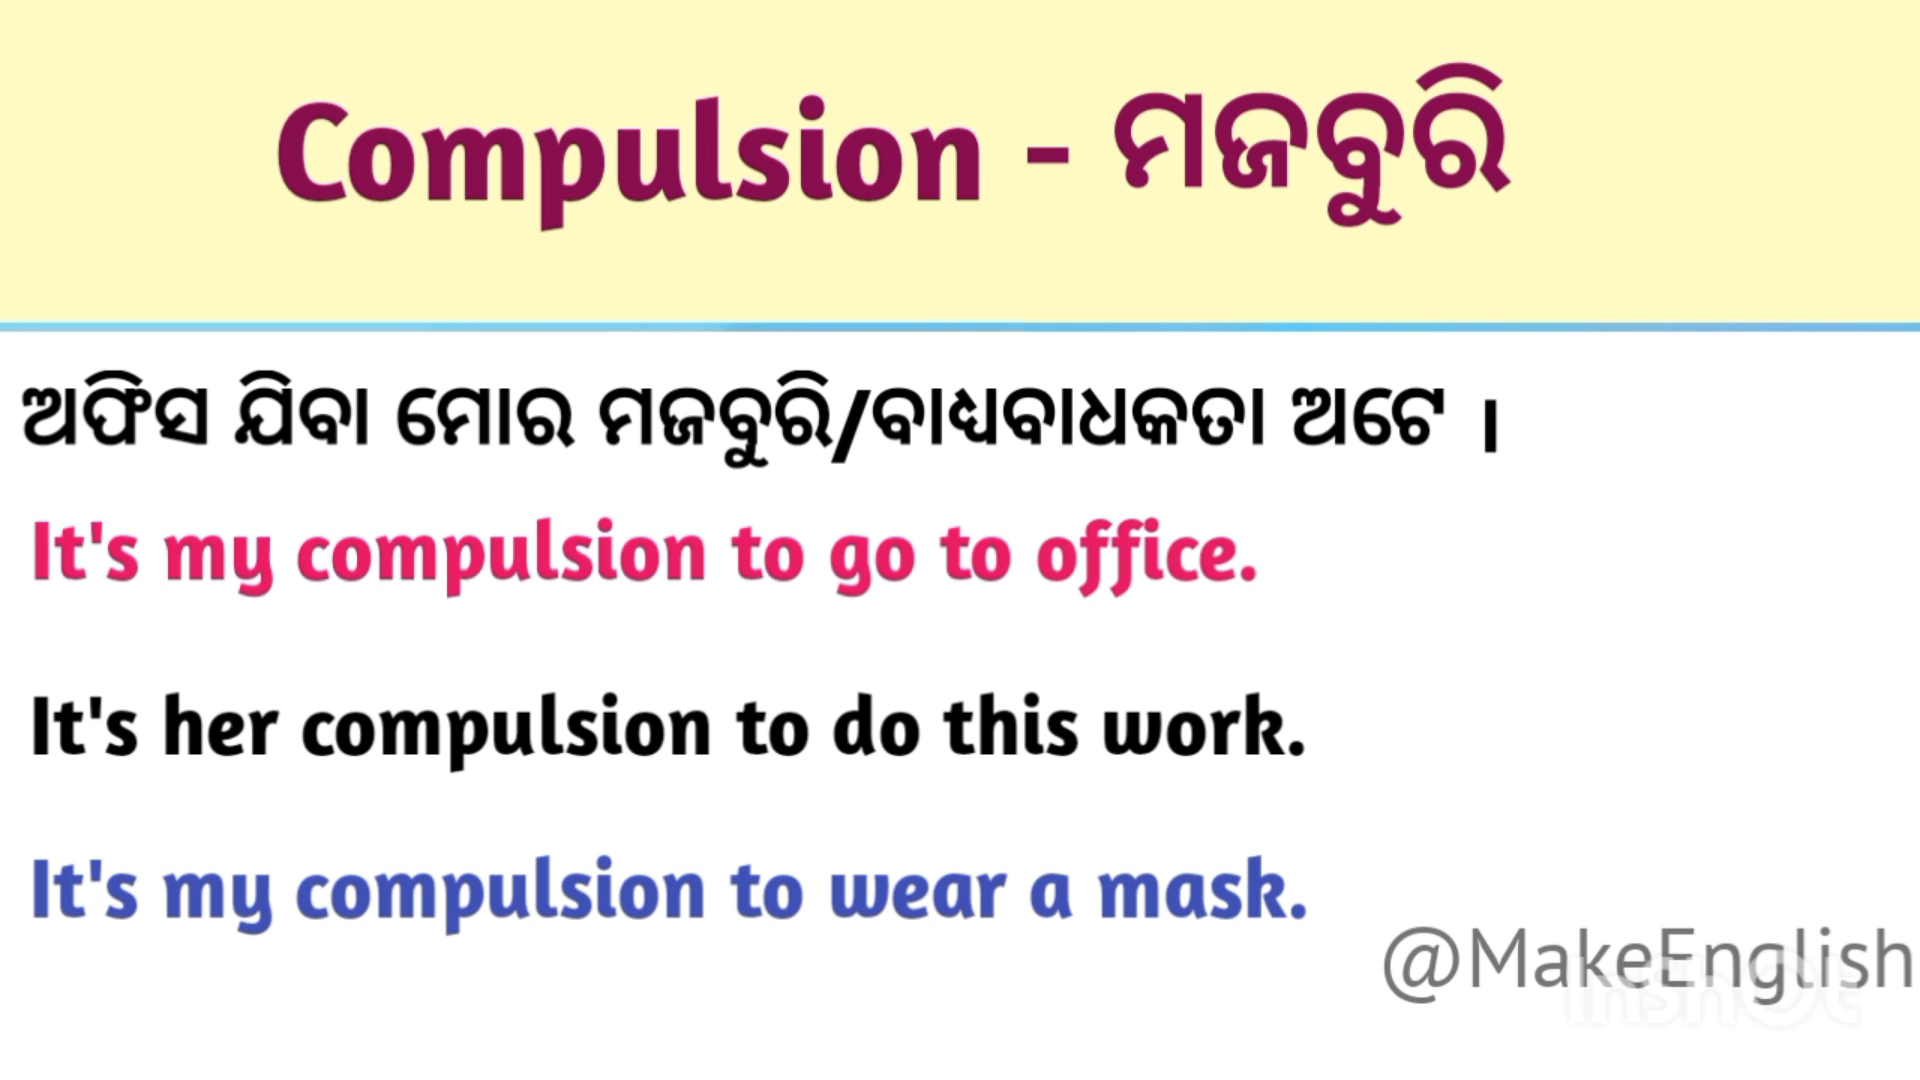 Compulsion - ମଜବୁରି
ଅଫିସ ଯିବା ମୋର ମଜବୁରି/ବାଧ୍ୟବାଧକତା ଅଟେ ।
It's my compulsion to go to office.
It's her compulsion to do this work.
It's my compulsion to wear a mask.
@MakeEnglish
InShOt